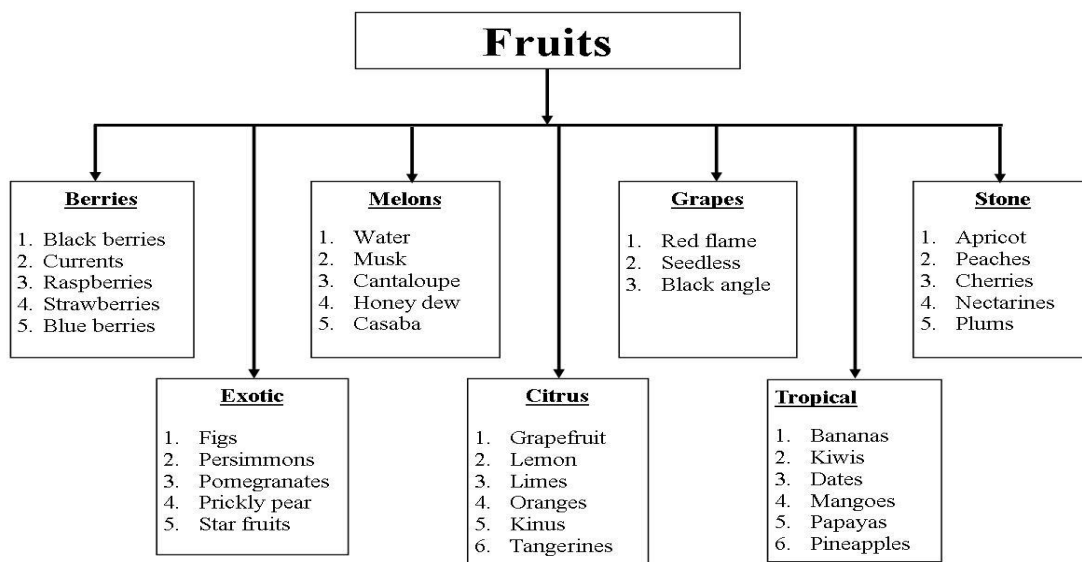 Fruits
Berries
1. Black berries
2. Currents
3. Raspberries
4. Strawberries
5. Blue berries
Melons
1. Water
2. Musk
3. Cantaloupe
4. Honey dew
5. Casaba
Grapes
1. Red flame
2. Seedless
3. Black angle
Stone
1. Apricot
2. Peaches
3. Cherries
4. Nectarines
5. Plums
Exotic
1. Figs
2. Persimmons
3. Pomegranates
4. Prickly pear
5. Star fruits
Citrus
1. Grapefruit
2. Lemon
3. Limes
4. Oranges
5. Kinus
6. Tangerines
Tropical
1. Bananas
2. Kiwis
3. Dates
4. Mangoes
5. Papayas
6. Pineapples